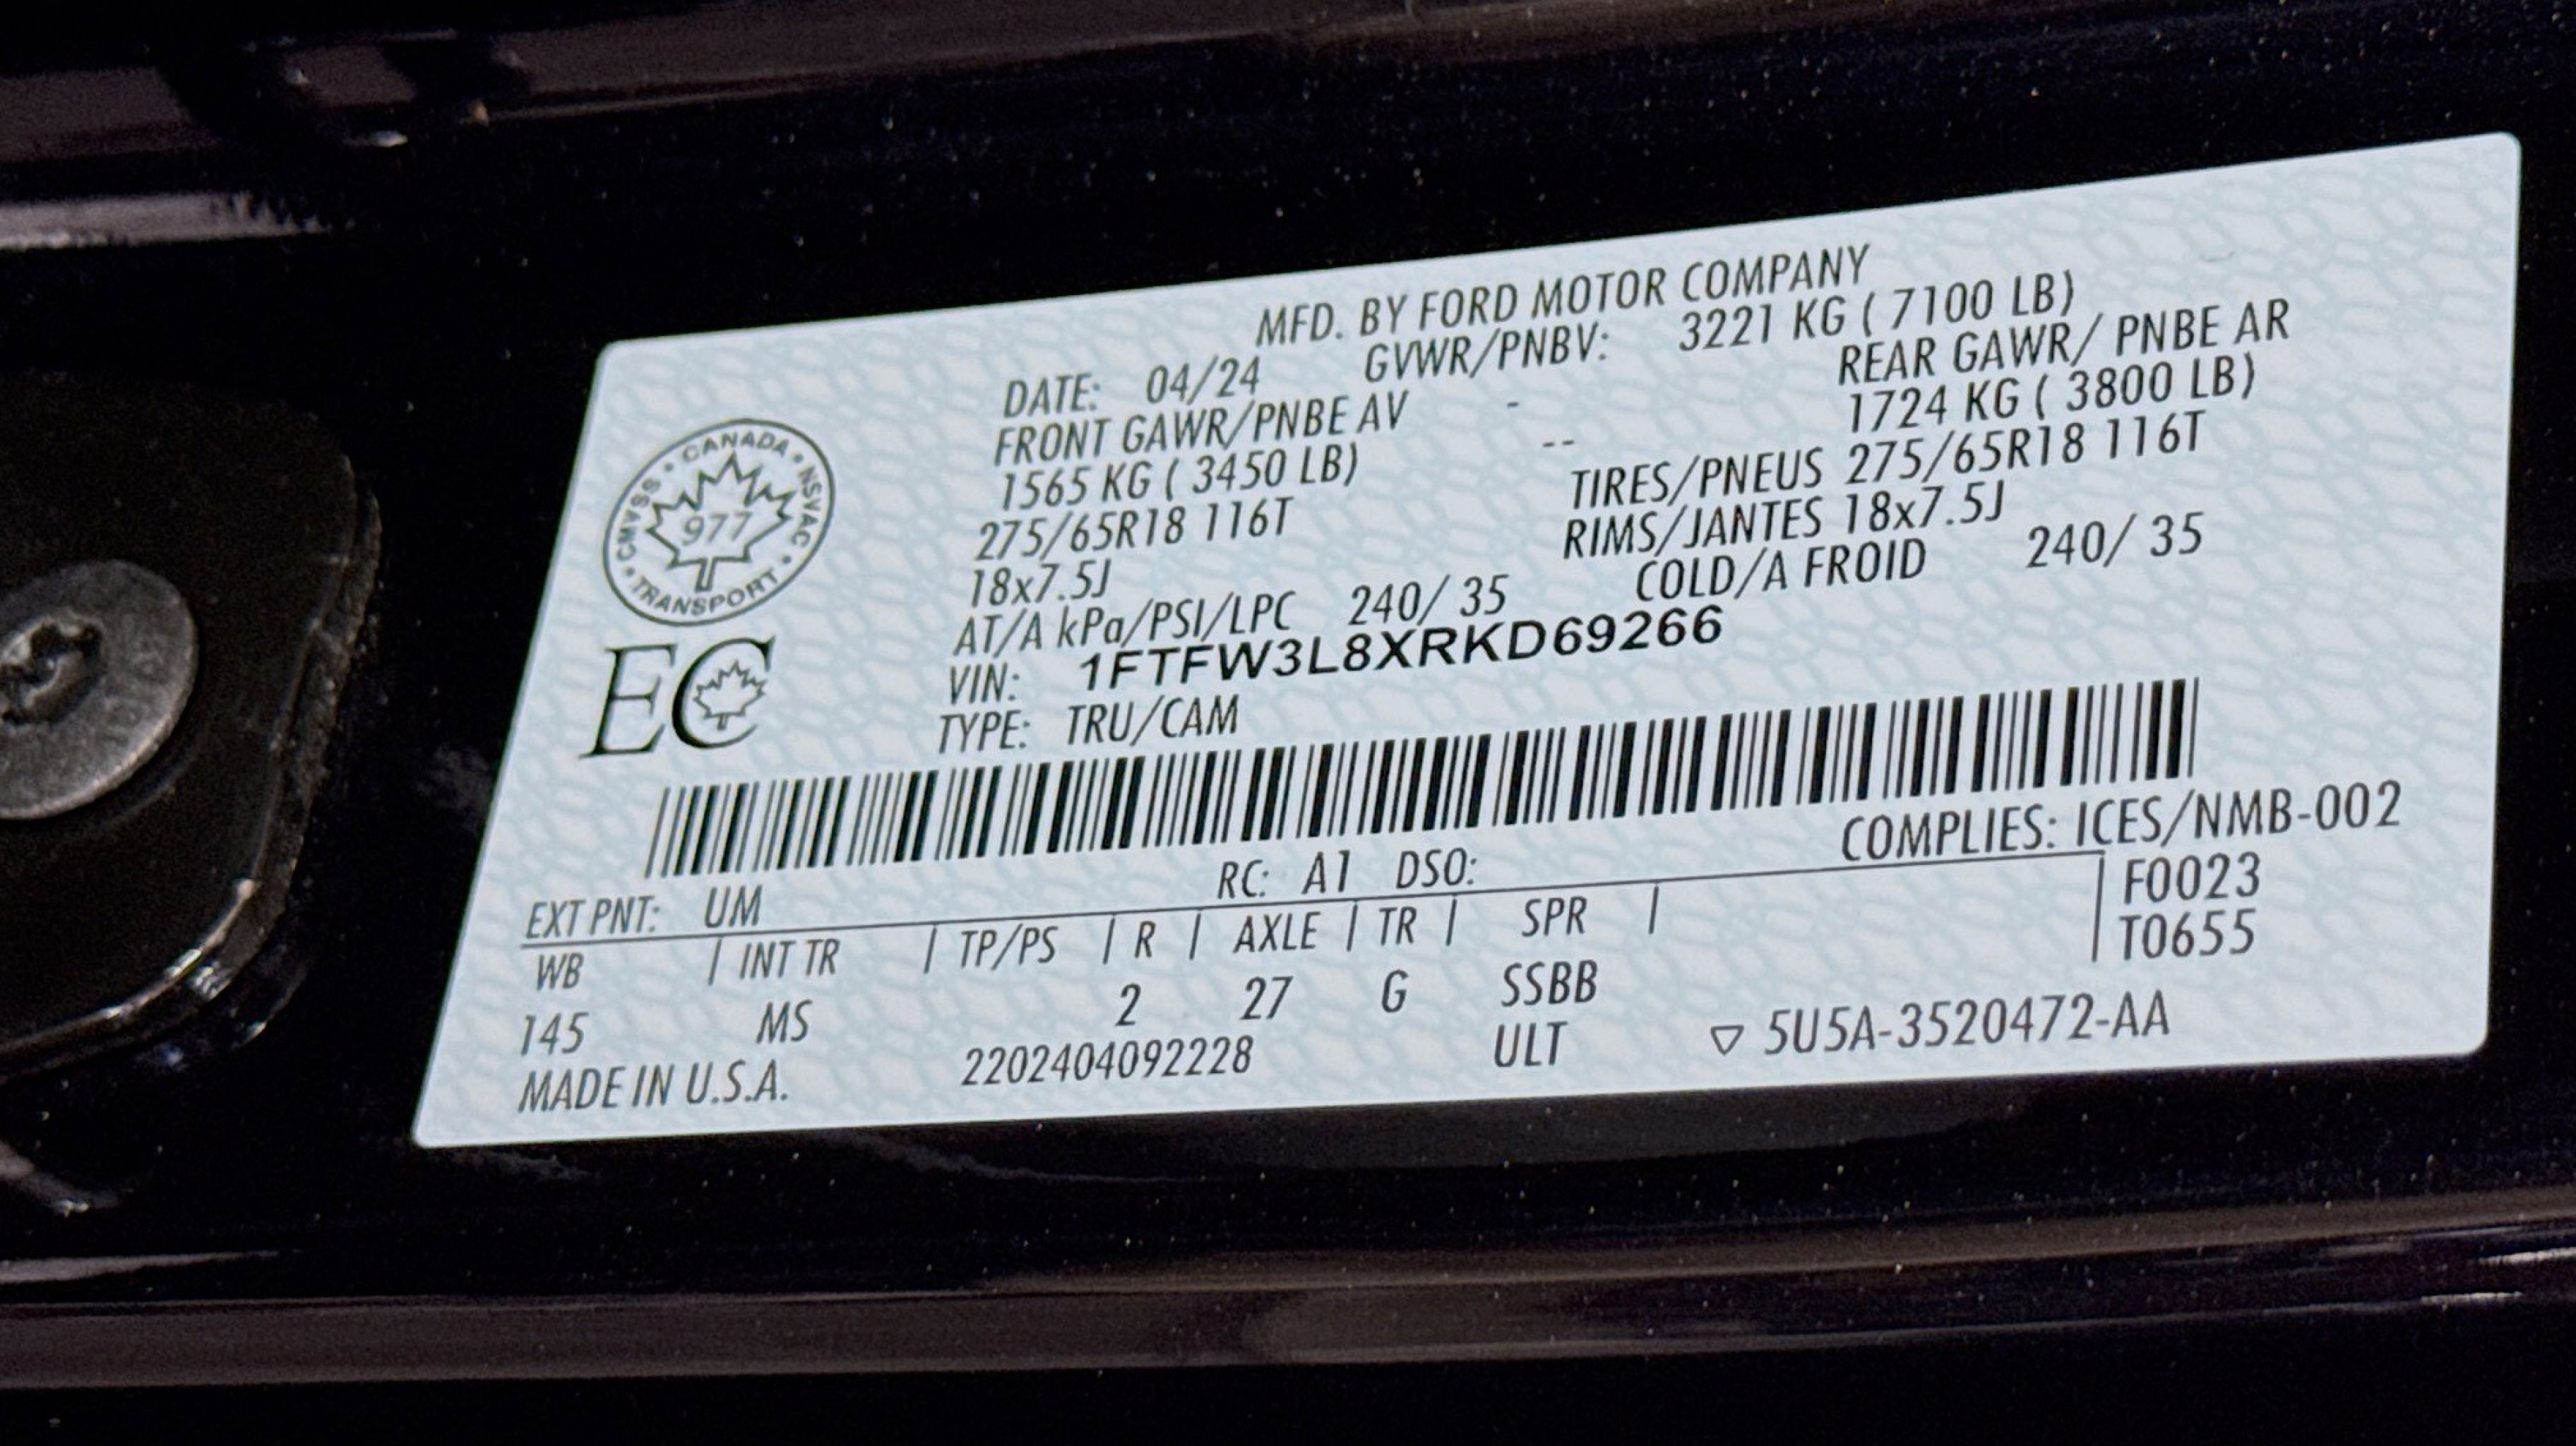 MFD. BY FORD MOTOR COMPANY
DATE: 04/24 GVWR/PNBV: 3221 KG ( 7100 LB)
FRONT GAWR/PNBE AV - REAR GAWR/ PNBE AR
1565 KG ( 3450 LB) -- 1724 KG ( 3800 LB)
275/65R18 116T TIRES/PNEUS 275/65R18 116T
18x7.5J RIMS/JANTES 18x7.5J
AT/A kPa/PSI/LPC 240/ 35 COLD/A FROID 240/ 35
VIN: 1FTFW3L8XRKD69266
TYPE: TRU/CAM
CANADA • NSVAC • TRANSPORT • CMVSS •
977
EC
COMPLIES: ICES/NMB-002
EXT PNT: UM RC: A1 DSO: F0023
WB | INT TR | TP/PS | R | AXLE | TR | SPR | | T0655
145 MS 2 27 G SSBB
MADE IN U.S.A. 2202404092228 ULT ▽ 5U5A-3520472-AA